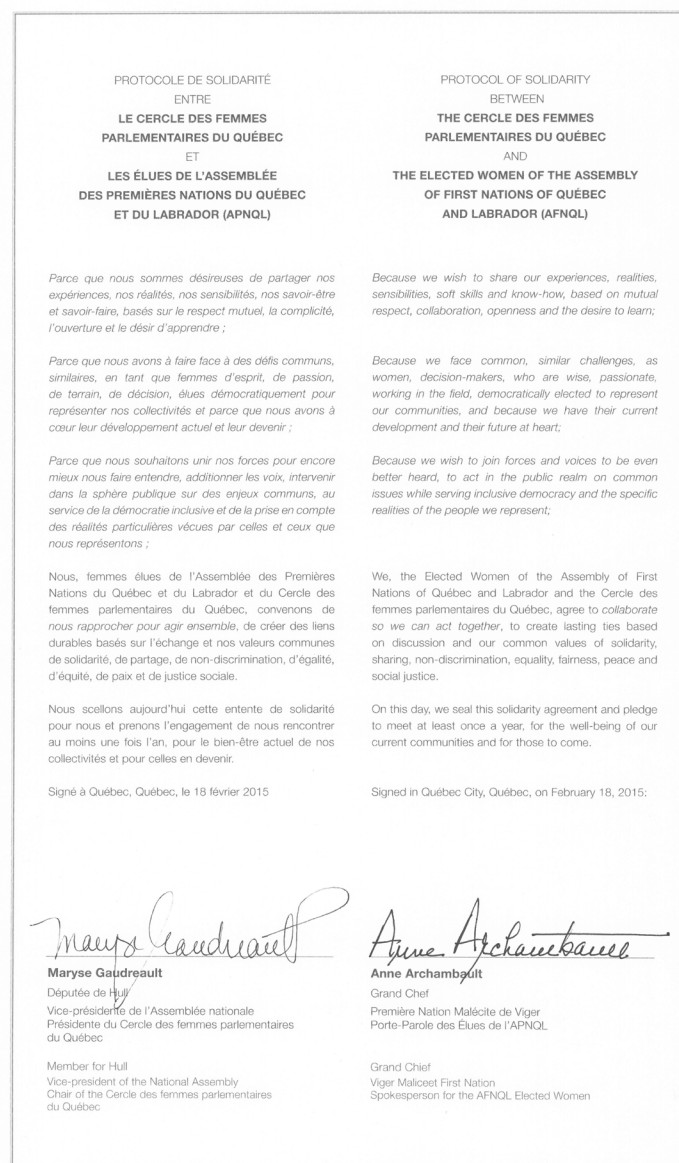 PROTOCOLE DE SOLIDARITÉ
ENTRE
LE CERCLE DES FEMMES
PARLEMENTAIRES DU QUÉBEC
ET
LES ÉLUES DE L'ASSEMBLÉE
DES PREMIÈRES NATIONS DU QUÉBEC
ET DU LABRADOR (APNQL)
Parce que nous sommes désireuses de partager nos
expériences, nos réalités, nos sensibilités, nos savoir-être
et savoir-faire, basés sur le respect mutuel, la complicité,
l'ouverture et le désir d'apprendre ;
Parce que nous avons à faire face à des défis communs,
similaires, en tant que femmes d'esprit, de passion,
de terrain, de décision, élues démocratiquement pour
représenter nos collectivités et parce que nous avons à
cœur leur développement actuel et leur devenir ;
Parce que nous souhaitons unir nos forces pour encore
mieux nous faire entendre, additionner les voix, intervenir
dans la sphère publique sur des enjeux communs, au
service de la démocratie inclusive et de la prise en compte
des réalités particulières vécues par celles et ceux que
nous représentons ;
Nous, femmes élues de l'Assemblée des Premières
Nations du Québec et du Labrador et du Cercle des
femmes parlementaires du Québec, convenons de
nous rapprocher pour agir ensemble, de créer des liens
durables basés sur l'échange et nos valeurs communes
de solidarité, de partage, de non-discrimination, d'égalité,
d'équité, de paix et de justice sociale.
Nous scellons aujourd'hui cette entente de solidarité
pour nous et prenons l'engagement de nous rencontrer
au moins une fois l'an, pour le bien-être actuel de nos
collectivités et pour celles en devenir.
Signé à Québec, Québec, le 18 février 2015
PROTOCOL OF SOLIDARITY
BETWEEN
THE CERCLE DES FEMMES
PARLEMENTAIRES DU QUÉBEC
AND
THE ELECTED WOMEN OF THE ASSEMBLY
OF FIRST NATIONS OF QUÉBEC
AND LABRADOR (AFNQL)
Because we wish to share our experiences, realities,
sensibilities, soft skills and know-how, based on mutual
respect, collaboration, openness and the desire to learn;
Because we face common, similar challenges, as
women, decision-makers, who are wise, passionate,
working in the field, democratically elected to represent
our communities, and because we have their current
development and their future at heart;
Because we wish to join forces and voices to be even
better heard, to act in the public realm on common
issues while serving inclusive democracy and the specific
realities of the people we represent;
We, the Elected Women of the Assembly of First
Nations of Québec and Labrador and the Cercle des
femmes parlementaires du Québec, agree to collaborate
so we can act together, to create lasting ties based
on discussion and our common values of solidarity,
sharing, non-discrimination, equality, fairness, peace and
social justice.
On this day, we seal this solidarity agreement and pledge
to meet at least once a year, for the well-being of our
current communities and for those to come.
Signed in Québec City, Québec, on February 18, 2015:
Maryse Gaudreault
Maryse Gaudreault
Députée de Hull
Vice-présidente de l'Assemblée nationale
Présidente du Cercle des femmes parlementaires
du Québec
Member for Hull
Vice-president of the National Assembly
Chair of the Cercle des femmes parlementaires
du Québec
Anne Archambault
Anne Archambault
Grand Chef
Première Nation Malécite de Viger
Porte-Parole des Élues de l'APNQL
Grand Chief
Viger Maliceet First Nation
Spokesperson for the AFNQL Elected Women